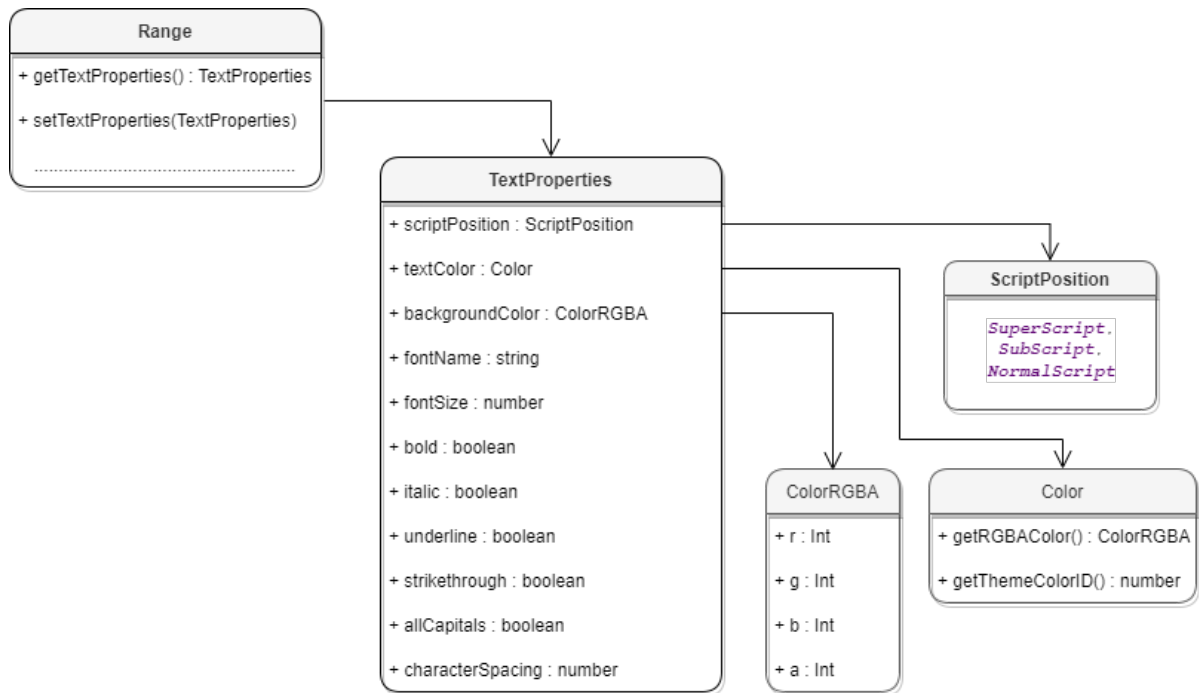 Range
+ getTextProperties() : TextProperties
+ setTextProperties(TextProperties)
.......................................................
TextProperties
+ scriptPosition : ScriptPosition
+ textColor : Color
+ backgroundColor : ColorRGBA
+ fontName : string
+ fontSize : number
+ bold : boolean
+ italic : boolean
+ underline : boolean
+ strikethrough : boolean
+ allCapitals : boolean
+ characterSpacing : number
ScriptPosition
SuperScript,
SubScript,
NormalScript
ColorRGBA
+ r : Int
+ g : Int
+ b : Int
+ a : Int
Color
+ getRGBAColor() : ColorRGBA
+ getThemeColorID() : number